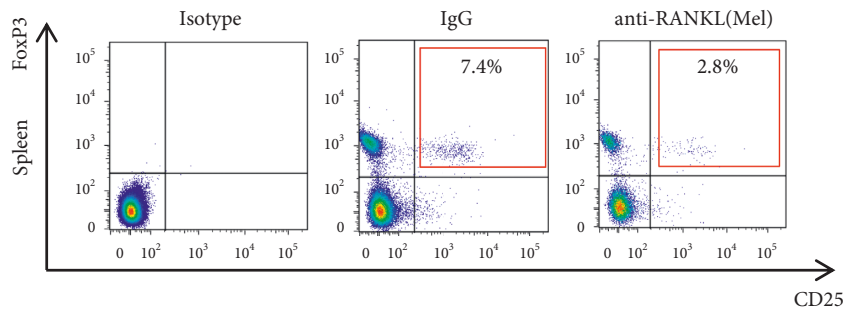 Isotype IgG anti-RANKL(Mel)
FoxP3
Spleen
10⁵ 10⁵ 10⁵
7.4% 2.8%
10⁴ 10⁴ 10⁴
10³ 10³ 10³
10² 10² 10²
0 0 0
0 10² 10³ 10⁴ 10⁵ 0 10² 10³ 10⁴ 10⁵ 0 10² 10³ 10⁴ 10⁵
CD25